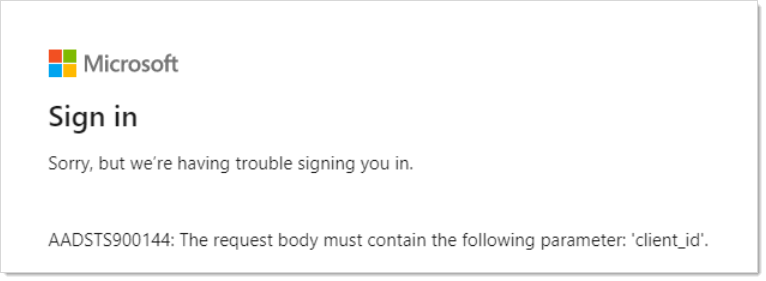 Microsoft
Sign in
Sorry, but we're having trouble signing you in.
AADSTS900144: The request body must contain the following parameter: 'client_id'.